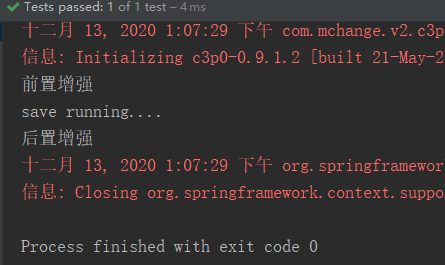 Tests passed: 1 of 1 test – 4 ms
十二月 13, 2020 1:07:29 下午 com.mchange.v2.c3p
信息: Initializing c3p0-0.9.1.2 [built 21-May-2
前置增强
save running....
后置增强
十二月 13, 2020 1:07:29 下午 org.springframewor
信息: Closing org.springframework.context.suppo
Process finished with exit code 0